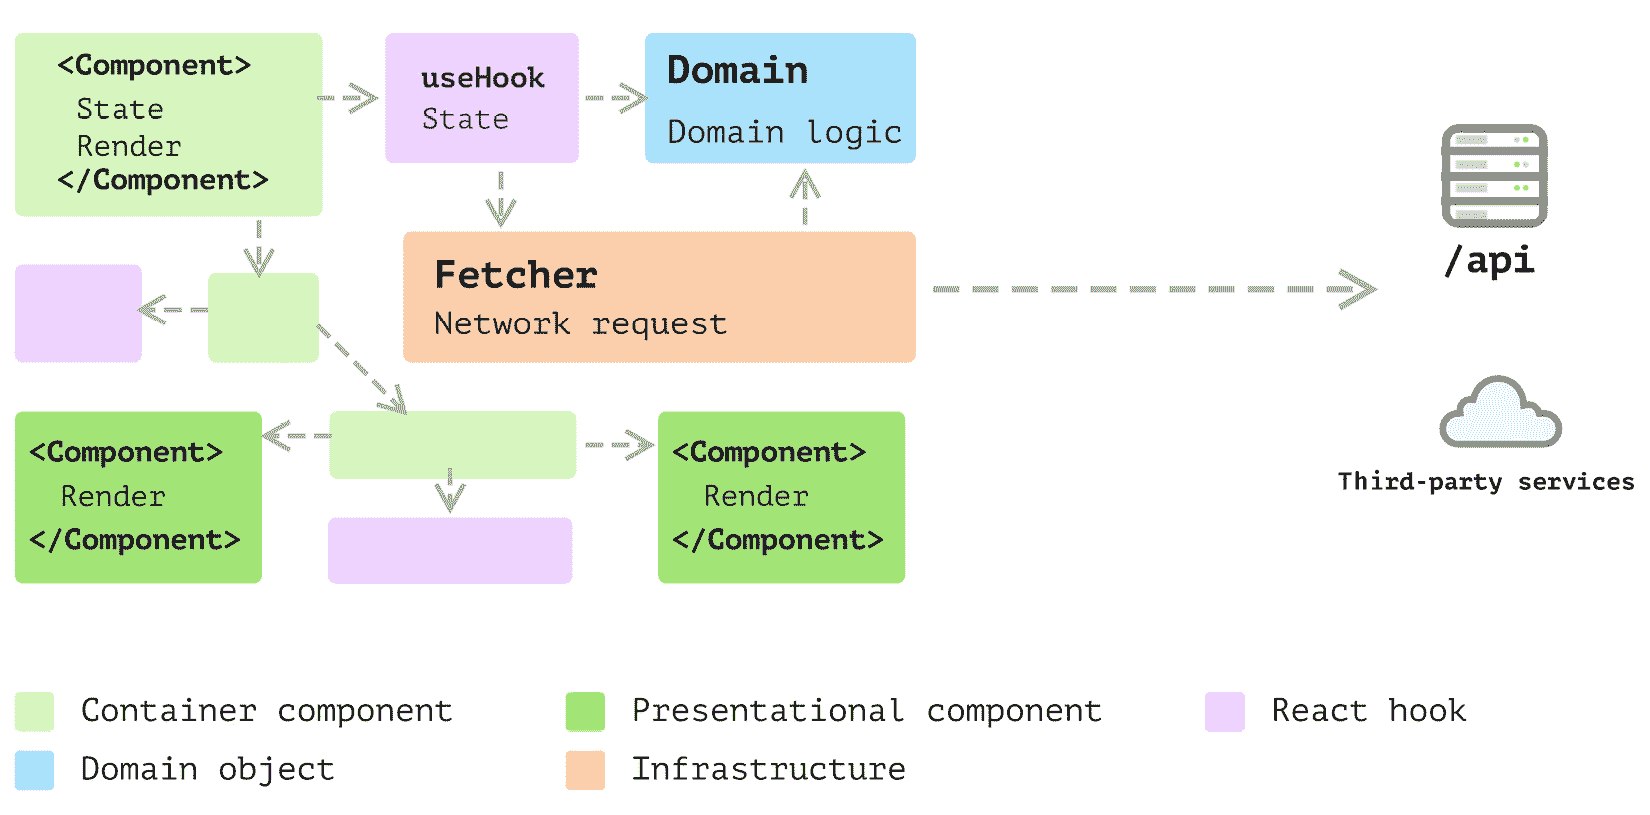 <Component>
State
Render
</Component>
useHook
State
Domain
Domain logic
Fetcher
Network request
/api
Third-party services
<Component>
Render
</Component>
<Component>
Render
</Component>
Container component
Presentational component
React hook
Domain object
Infrastructure